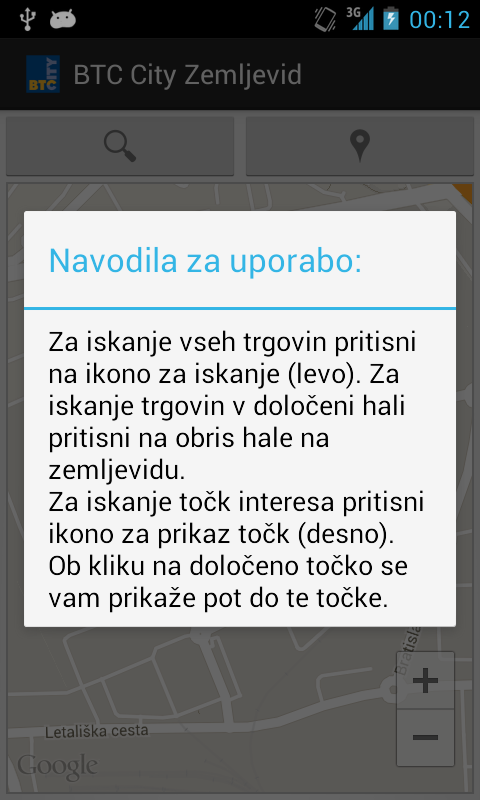 3G
00:12
BTC CITY
BTC City Zemljevid
Navodila za uporabo:
Za iskanje vseh trgovin pritisni
na ikono za iskanje (levo). Za
iskanje trgovin v določeni hali
pritisni na obris hale na
zemljevidu.
Za iskanje točk interesa pritisni
ikono za prikaz točk (desno).
Ob kliku na določeno točko se
vam prikaže pot do te točke.
Bratisla
+
Letališka cesta
−
Google